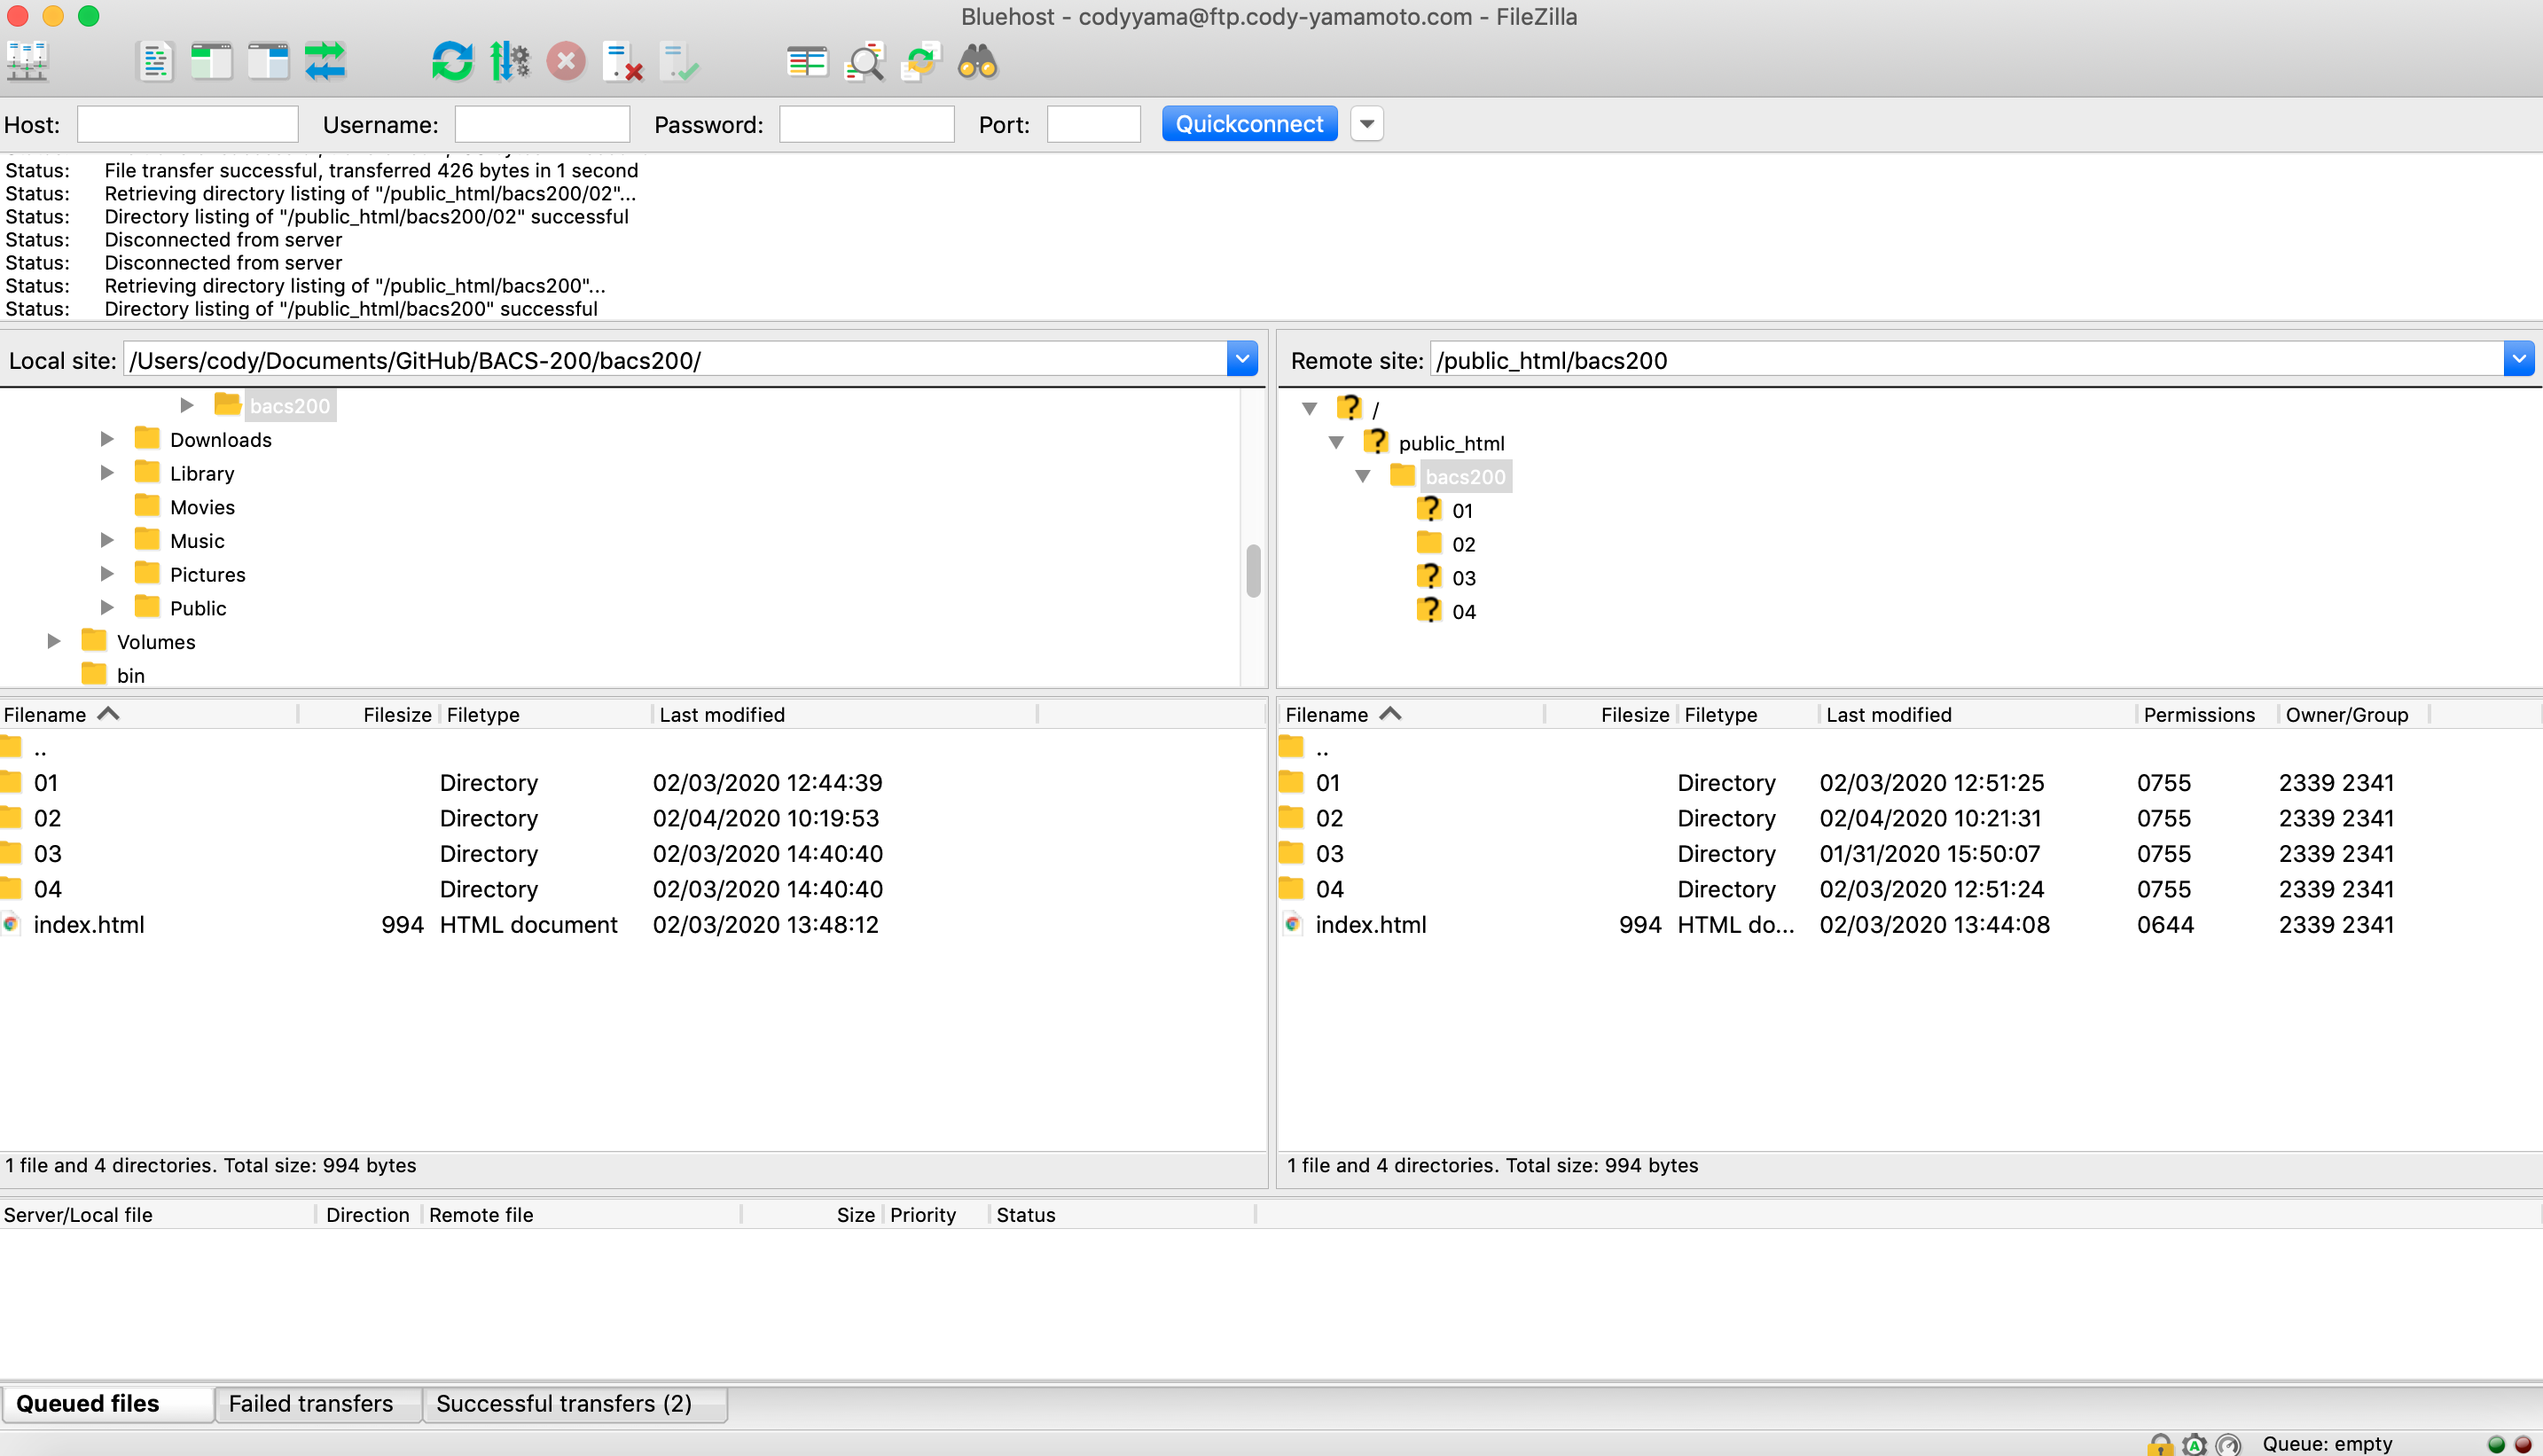 Bluehost - codyyama@ftp.cody-yamamoto.com - FileZilla
Host: Username: Password: Port: Quickconnect
Status: File transfer successful, transferred 426 bytes in 1 second
Status: Retrieving directory listing of "/public_html/bacs200/02"...
Status: Directory listing of "/public_html/bacs200/02" successful
Status: Disconnected from server
Status: Disconnected from server
Status: Retrieving directory listing of "/public_html/bacs200"...
Status: Directory listing of "/public_html/bacs200" successful
Local site: /Users/cody/Documents/GitHub/BACS-200/bacs200/
bacs200
Downloads
Library
Movies
Music
Pictures
Public
Volumes
bin
Remote site: /public_html/bacs200
/
public_html
bacs200
01
02
03
04
Filename Filesize Filetype Last modified
..
01 Directory 02/03/2020 12:44:39
02 Directory 02/04/2020 10:19:53
03 Directory 02/03/2020 14:40:40
04 Directory 02/03/2020 14:40:40
index.html 994 HTML document 02/03/2020 13:48:12
1 file and 4 directories. Total size: 994 bytes
Filename Filesize Filetype Last modified Permissions Owner/Group
..
01 Directory 02/03/2020 12:51:25 0755 2339 2341
02 Directory 02/04/2020 10:21:31 0755 2339 2341
03 Directory 01/31/2020 15:50:07 0755 2339 2341
04 Directory 02/03/2020 12:51:24 0755 2339 2341
index.html 994 HTML do... 02/03/2020 13:44:08 0644 2339 2341
1 file and 4 directories. Total size: 994 bytes
Server/Local file Direction Remote file Size Priority Status
Queued files Failed transfers Successful transfers (2)
Queue: empty